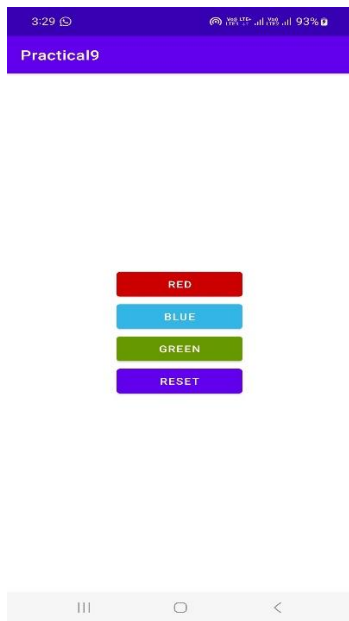 3:29 93%
Practical9
RED
BLUE
GREEN
RESET